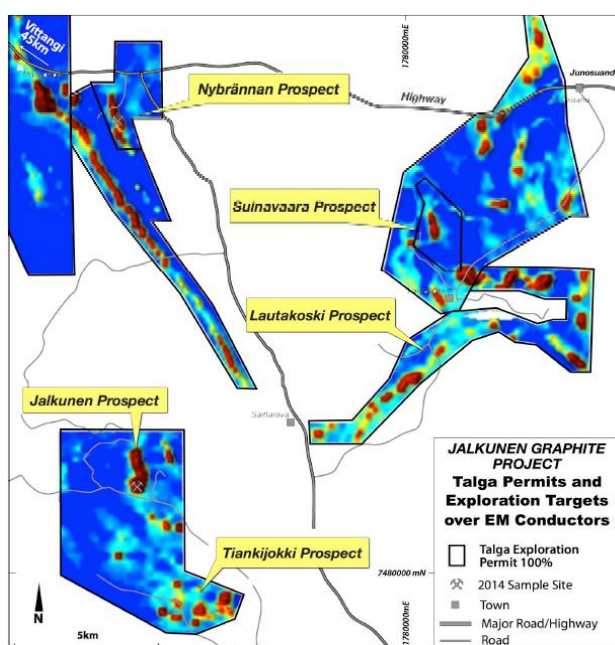 Vittangi
45km
1780000mE
Nybrännan Prospect
Highway
Junosuand
Suinavaara Prospect
Lautakoski Prospect
Jalkunen Prospect
Tiankijokki Prospect
7480000 mN
1780000mE
N
5km
JALKUNEN GRAPHITE
PROJECT
Talga Permits and
Exploration Targets
over EM Conductors
Talga Exploration
Permit 100%
2014 Sample Site
Town
Major Road/Highway
Road